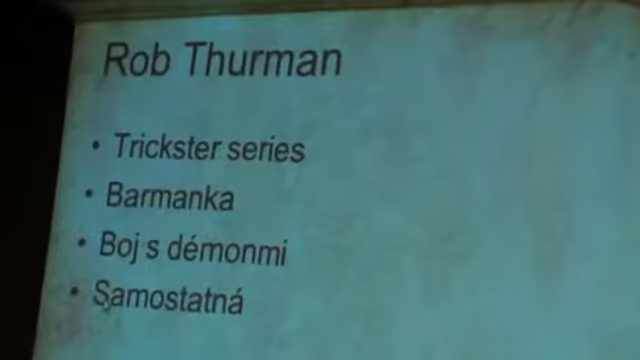 Rob Thurman
• Trickster series
• Barmanka
• Boj s démonmi
• Samostatná